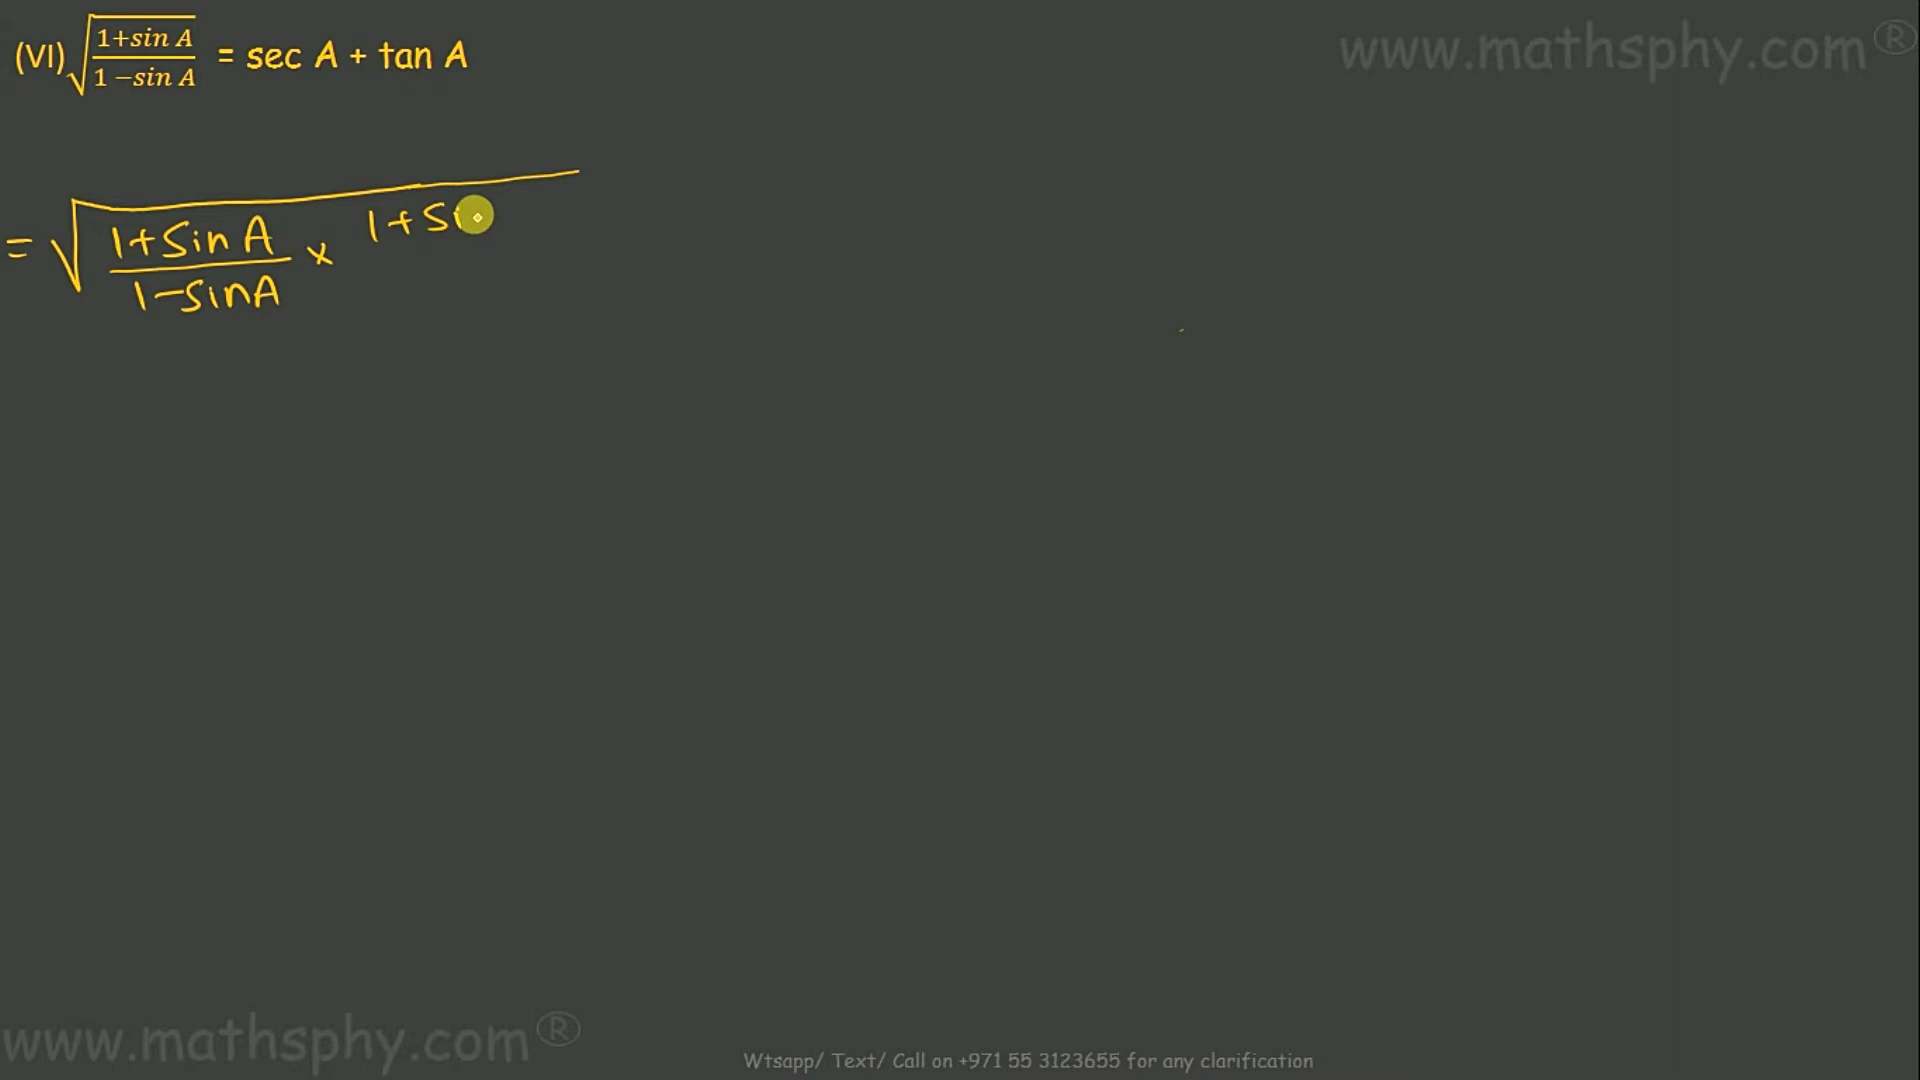 (VI) √((1+sin A)/(1 −sin A)) = sec A + tan A
www.mathsphy.com®
= √((1+Sin A)/(1-SinA) × 1+Si
www.mathsphy.com®
Wtsapp/ Text/ Call on +971 55 3123655 for any clarification